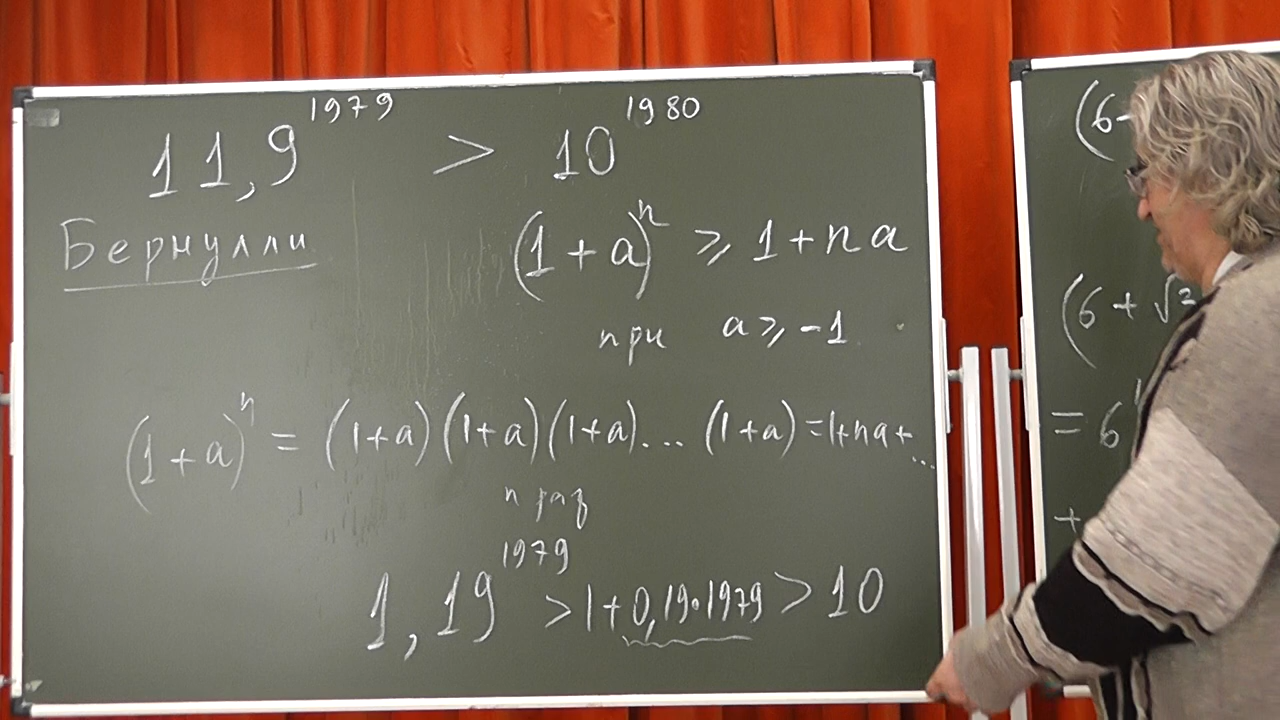 11,9^1979 > 10^1980
Бернулли
(1+a)^n ⩾ 1+na
при a ⩾ -1
(1+a)^n = (1+a)(1+a)(1+a)... (1+a) = 1+na+...
n раз
1,19^1979 > 1+0,19·1979 > 10
(6-
(6+√2
= 6
+